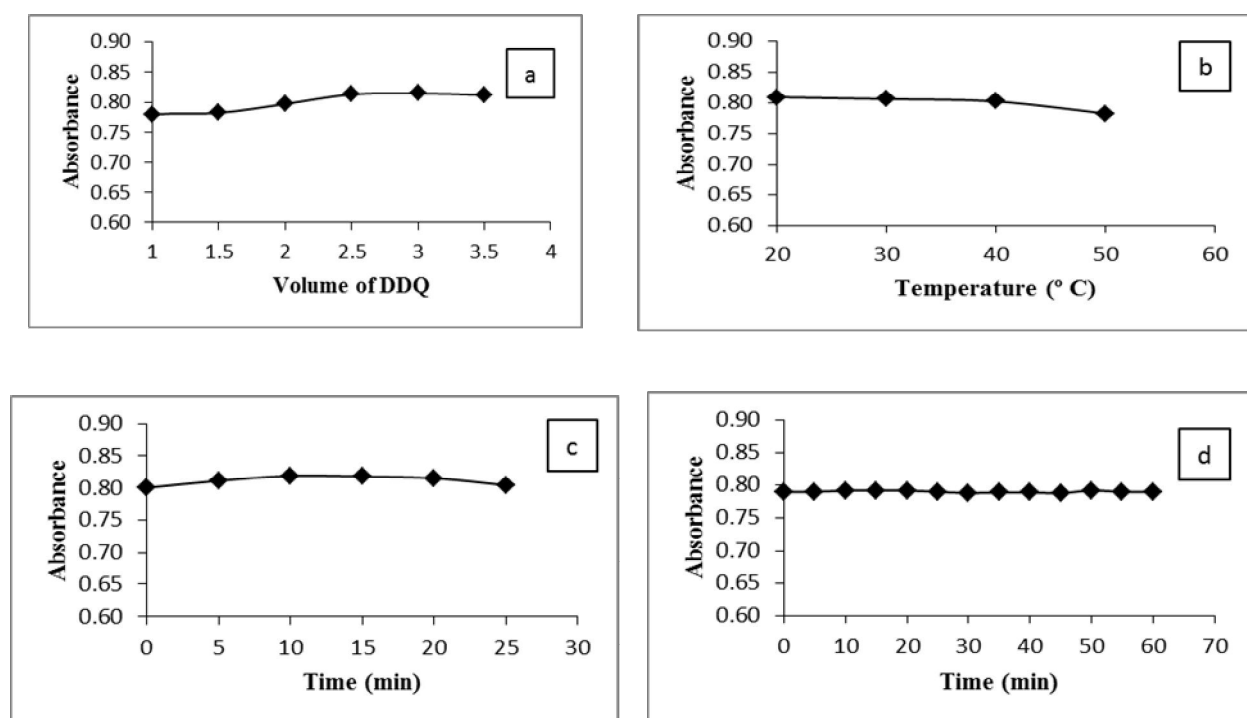 a
Absorbance
0.90
0.85
0.80
0.75
0.70
0.65
0.60
1 1.5 2 2.5 3 3.5 4
Volume of DDQ
b
Absorbance
0.90
0.85
0.80
0.75
0.70
0.65
0.60
20 30 40 50 60
Temperature (º C)
c
Absorbance
0.90
0.85
0.80
0.75
0.70
0.65
0.60
0 5 10 15 20 25 30
Time (min)
d
Absorbance
0.90
0.85
0.80
0.75
0.70
0.65
0.60
0 10 20 30 40 50 60 70
Time (min)